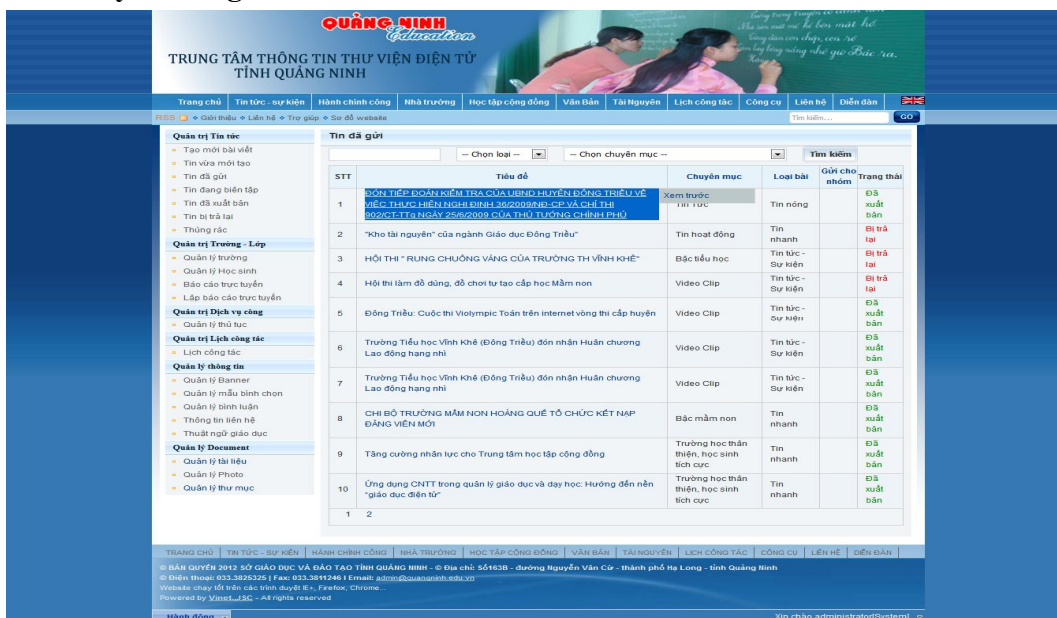 QUẢNG NINH
Education
TRUNG TÂM THÔNG TIN THƯ VIỆN ĐIỆN TỬ
TỈNH QUẢNG NINH
Trang chủ Tin tức - sự kiện Hành chính công Nhà trường Học tập cộng đồng Văn Bản Tài Nguyên Lịch công tác Công cụ Liên hệ Diễn đàn
RSS Giới thiệu Liên hệ Trợ giúp Sơ đồ website Tìm kiếm... GO
Quản trị Tin tức
Tạo mới bài viết
Tin vừa mới tạo
Tin đã gửi
Tin đang biên tập
Tin đã xuất bản
Tin bị trả lại
Thùng rác
Quản trị Trường - Lớp
Quản lý trường
Quản lý Học sinh
Báo cáo trực tuyến
Lập báo cáo trực tuyến
Quản trị Dịch vụ công
Quản lý thủ tục
Quản trị Lịch công tác
Lịch công tác
Quản lý thông tin
Quản lý Banner
Quản lý mẫu bình chọn
Quản lý bình luận
Thông tin liên hệ
Thuật ngữ giáo dục
Quản lý Document
Quản lý tài liệu
Quản lý Photo
Quản lý thư mục
Tin đã gửi
-- Chọn loại -- -- Chọn chuyên mục -- Tìm kiếm
STT Tiêu đề Chuyên mục Loại bài Gửi cho nhóm Trạng thái
1 ĐÓN TIẾP ĐOÀN KIỂM TRA CỦA UBND HUYỆN ĐÔNG TRIỀU VỀ
VIỆC THỰC HIỆN NGHỊ ĐỊNH 36/2009/NĐ-CP VÀ CHỈ THỊ
902/CT-TTg NGÀY 25/6/2009 CỦA THỦ TƯỚNG CHÍNH PHỦ
Xem trước
Tin nóng Đã xuất bản
2 "Kho tài nguyên" của ngành Giáo dục Đông Triều" Tin hoạt động Tin nhanh Bị trả lại
3 HỘI THI " RUNG CHUÔNG VÀNG CỦA TRƯỜNG TH VĨNH KHÊ" Bậc tiểu học Tin tức - Sự kiện Bị trả lại
4 Hội thi làm đồ dùng, đồ chơi tự tạo cấp học Mầm non Video Clip Tin tức - Sự kiện Bị trả lại
5 Đông Triều: Cuộc thi Violympic Toán trên internet vòng thi cấp huyện Video Clip Tin tức - Sự kiện Đã xuất bản
6 Trường Tiểu học Vĩnh Khê (Đông Triều) đón nhận Huân chương
Lao động hạng nhì Video Clip Tin tức - Sự kiện Đã xuất bản
7 Trường Tiểu học Vĩnh Khê (Đông Triều) đón nhận Huân chương
Lao động hạng nhì Video Clip Tin tức - Sự kiện Đã xuất bản
8 CHI BỘ TRƯỜNG MẦM NON HOÀNG QUẾ TỔ CHỨC KẾT NẠP
ĐẢNG VIÊN MỚI Bậc mầm non Tin nhanh Đã xuất bản
9 Tăng cường nhân lực cho Trung tâm học tập cộng đồng Trường học thân thiện, học sinh tích cực Tin nhanh Đã xuất bản
10 Ứng dụng CNTT trong quản lý giáo dục và dạy học: Hướng đến nền
"giáo dục điện tử" Trường học thân thiện, học sinh tích cực Tin nhanh Đã xuất bản
1 2
TRANG CHỦ TIN TỨC - SỰ KIỆN HÀNH CHÍNH CÔNG NHÀ TRƯỜNG HỌC TẬP CỘNG ĐỒNG VĂN BẢN TÀI NGUYÊN LỊCH CÔNG TÁC CÔNG CỤ LIÊN HỆ DIỄN ĐÀN
© BẢN QUYỀN 2012 SỞ GIÁO DỤC VÀ ĐÀO TẠO TỈNH QUẢNG NINH - © Địa chỉ: Số163B - đường Nguyễn Văn Cừ - thành phố Hạ Long - tỉnh Quảng Ninh
© Điện thoại: 033.3825325 | Fax: 033.3811246 I Email: admin@quangninh.edu.vn
Website chạy tốt trên các trình duyệt IE+, Firefox, Chrome...
Powered by Vinet.,JSC - All rights reserved
Hành động Xin chào administrator[System]